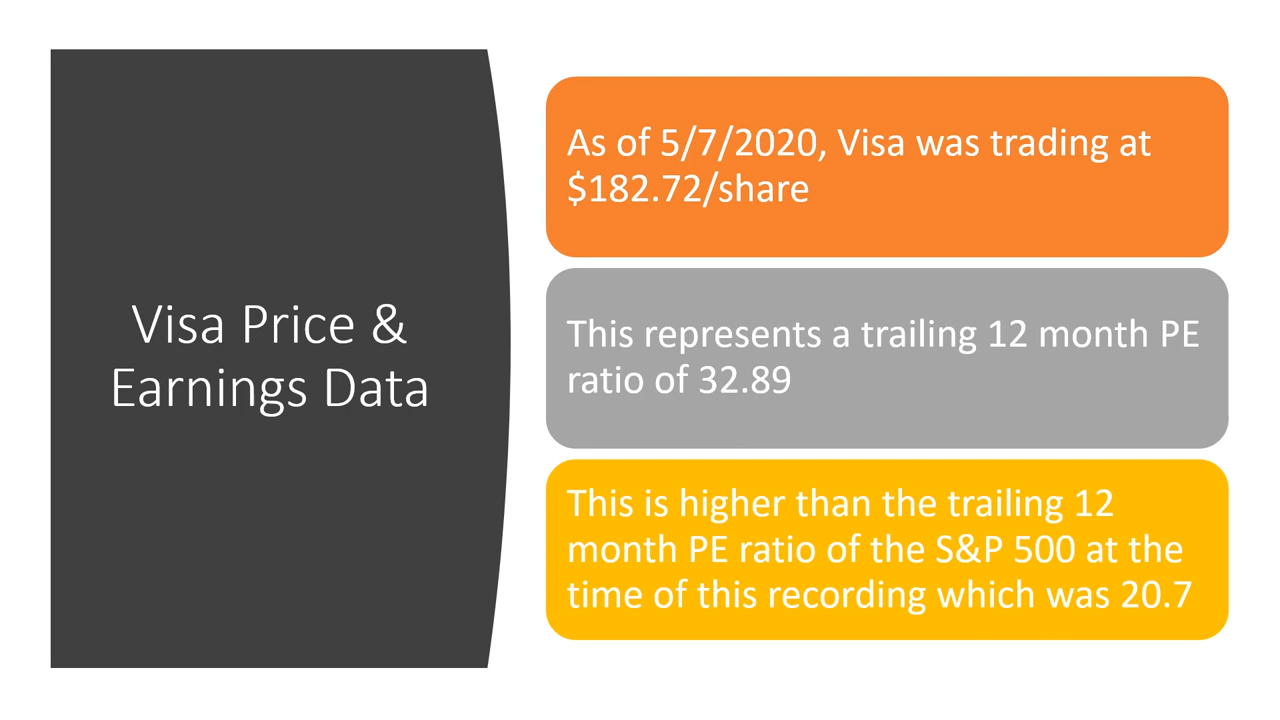 Visa Price &
Earnings Data
As of 5/7/2020, Visa was trading at
$182.72/share
This represents a trailing 12 month PE
ratio of 32.89
This is higher than the trailing 12
month PE ratio of the S&P 500 at the
time of this recording which was 20.7